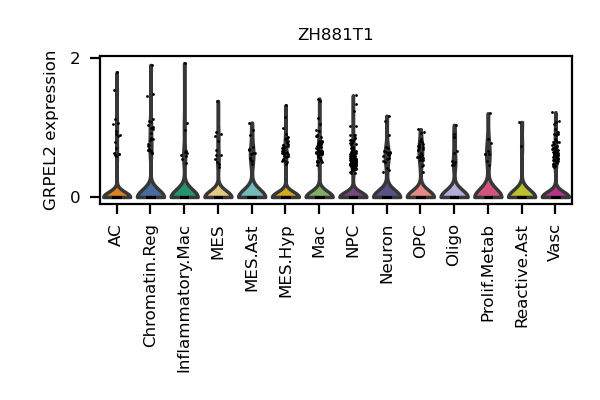 ZH881T1
GRPEL2 expression
2
0
AC
Chromatin.Reg
Inflammatory.Mac
MES
MES.Ast
MES.Hyp
Mac
NPC
Neuron
OPC
Oligo
Prolif.Metab
Reactive.Ast
Vasc